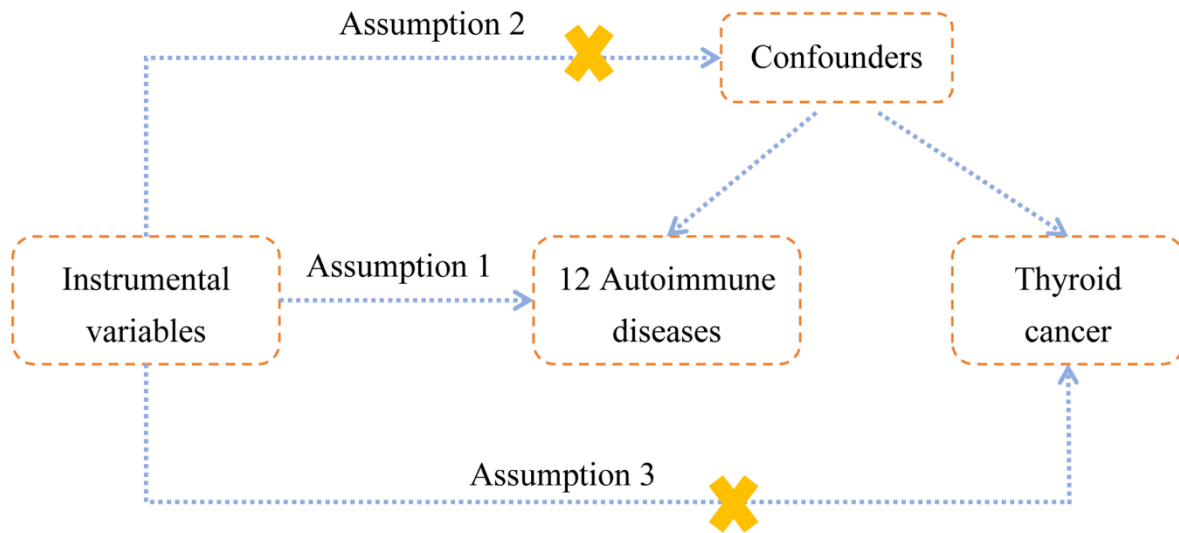 Assumption 2
Confounders
Instrumental
variables
Assumption 1
12 Autoimmune
diseases
Thyroid
cancer
Assumption 3